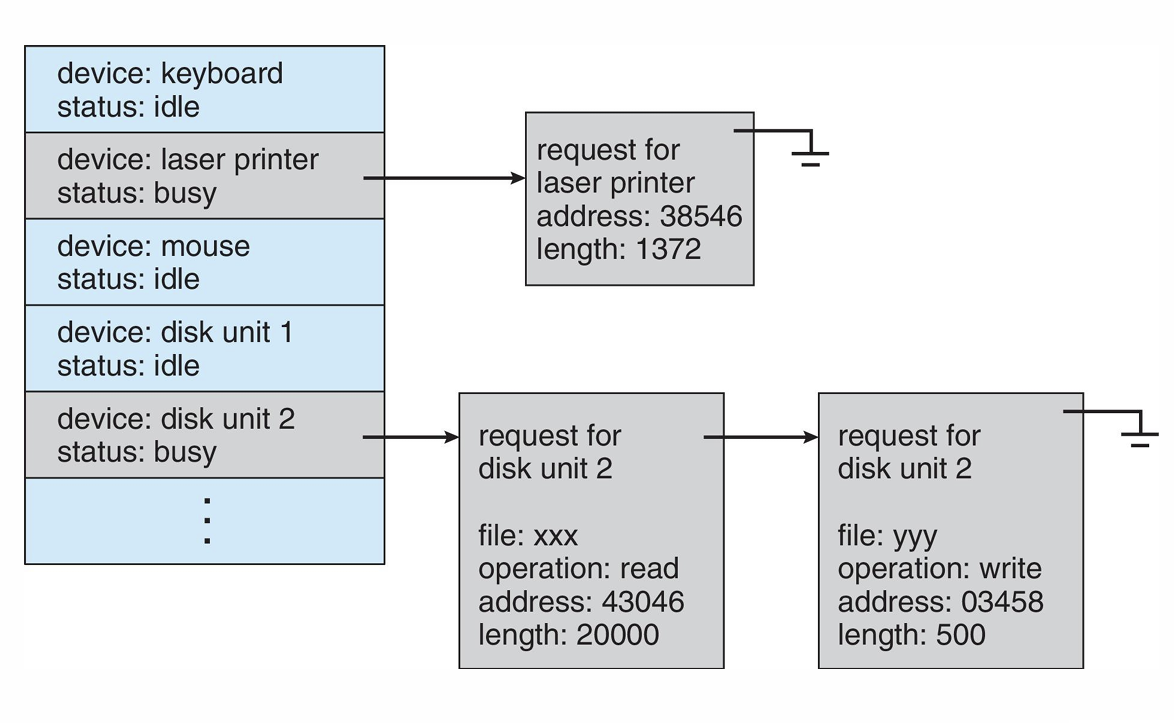 device: keyboard
status: idle
device: laser printer
status: busy
device: mouse
status: idle
device: disk unit 1
status: idle
device: disk unit 2
status: busy
request for
laser printer
address: 38546
length: 1372
request for
disk unit 2
file: xxx
operation: read
address: 43046
length: 20000
request for
disk unit 2
file: yyy
operation: write
address: 03458
length: 500